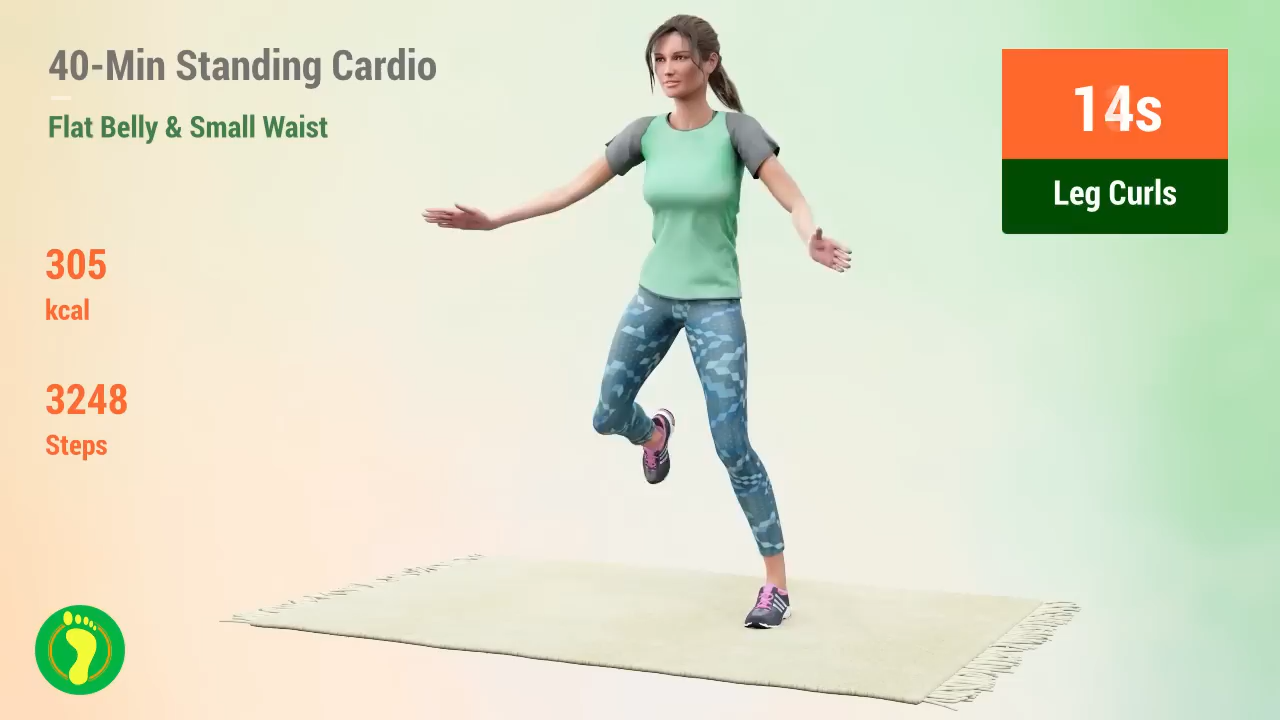 40-Min Standing Cardio
Flat Belly & Small Waist
14s
Leg Curls
305
kcal
3248
Steps